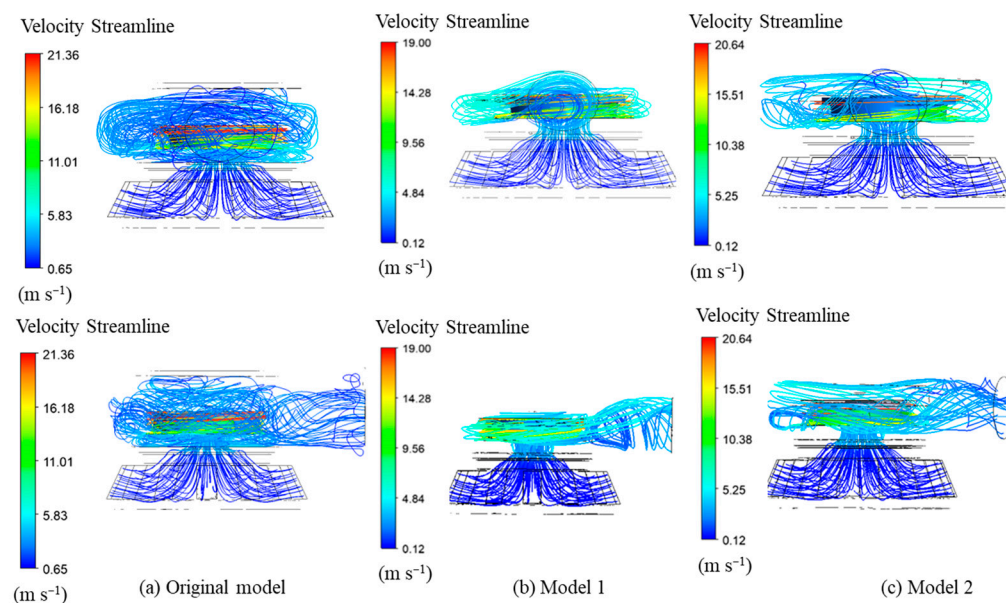 Velocity Streamline
21.36
16.18
11.01
5.83
0.65
(m s⁻¹)
Velocity Streamline
19.00
14.28
9.56
4.84
0.12
(m s⁻¹)
Velocity Streamline
20.64
15.51
10.38
5.25
0.12
(m s⁻¹)
Velocity Streamline
21.36
16.18
11.01
5.83
0.65
(m s⁻¹)
(a) Original model
Velocity Streamline
19.00
14.28
9.56
4.84
0.12
(m s⁻¹)
(b) Model 1
Velocity Streamline
20.64
15.51
10.38
5.25
0.12
(m s⁻¹)
(c) Model 2